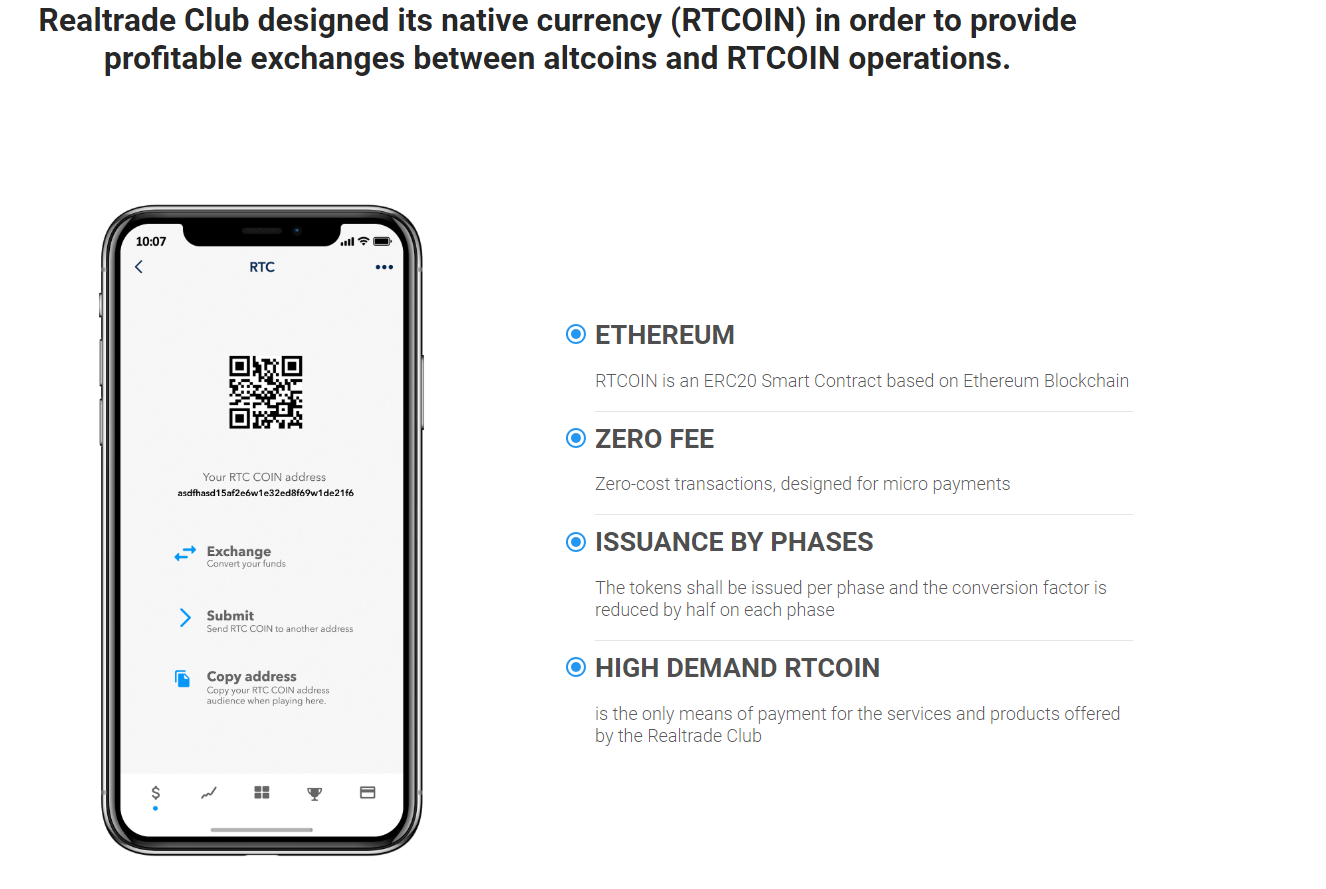 Realtrade Club designed its native currency (RTCOIN) in order to provide
profitable exchanges between altcoins and RTCOIN operations.
10:07
RTC
Your RTC COIN address
asdfhasd15af2e6w1e32ed8f69w1de21f6
Exchange
Convert your funds
Submit
Send RTC COIN to another address
Copy address
Copy your RTC COIN address
audience when playing here.
$
ETHEREUM
RTCOIN is an ERC20 Smart Contract based on Ethereum Blockchain
ZERO FEE
Zero-cost transactions, designed for micro payments
ISSUANCE BY PHASES
The tokens shall be issued per phase and the conversion factor is
reduced by half on each phase
HIGH DEMAND RTCOIN
is the only means of payment for the services and products offered
by the Realtrade Club